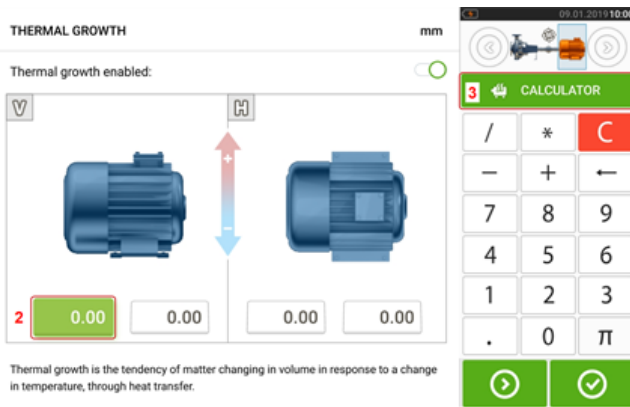 THERMAL GROWTH mm
Thermal growth enabled:
V H
+
-
2 0.00 0.00 0.00 0.00
Thermal growth is the tendency of matter changing in volume in response to a change
in temperature, through heat transfer.
09.01.2019 10:00
3 CALCULATOR
/ * C
− + ←
7 8 9
4 5 6
1 2 3
. 0 π